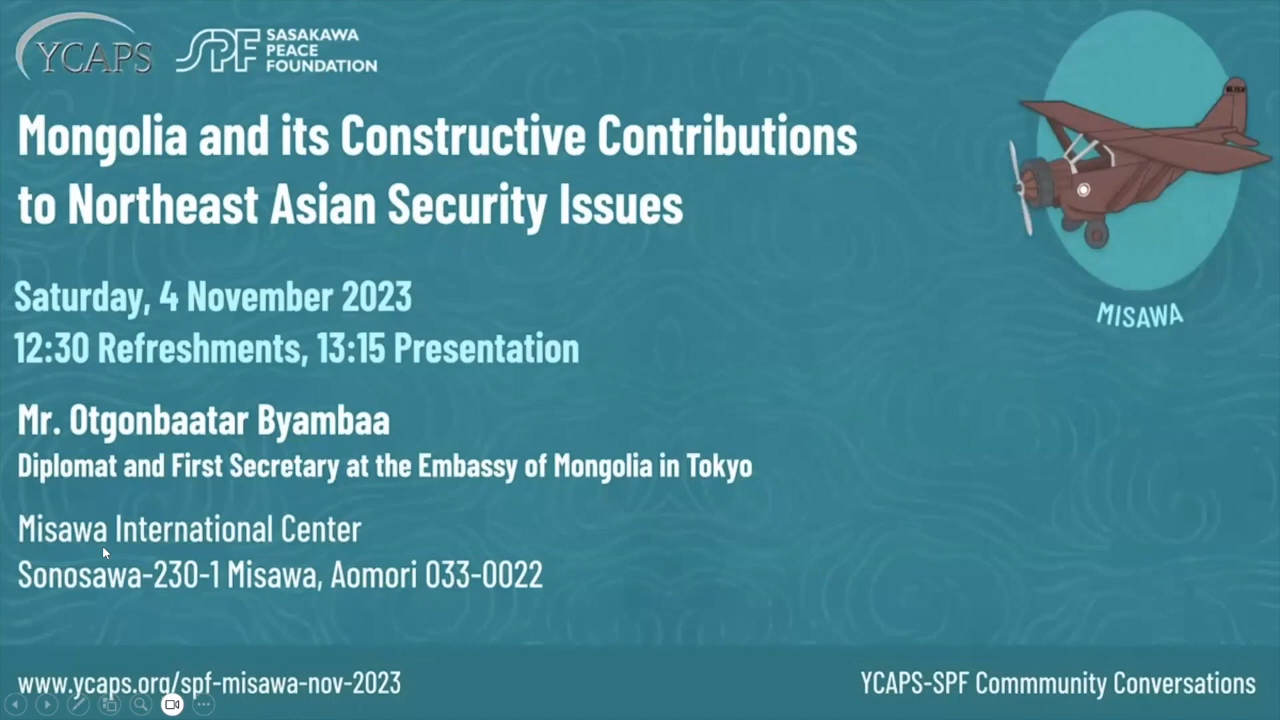 YCAPS
SPF
SASAKAWA
PEACE
FOUNDATION
Mongolia and its Constructive Contributions
to Northeast Asian Security Issues
Saturday, 4 November 2023
12:30 Refreshments, 13:15 Presentation
Mr. Otgonbaatar Byambaa
Diplomat and First Secretary at the Embassy of Mongolia in Tokyo
Misawa International Center
Sonosawa-230-1 Misawa, Aomori 033-0022
MISAWA
www.ycaps.org/spf-misawa-nov-2023
YCAPS-SPF Commmunity Conversations